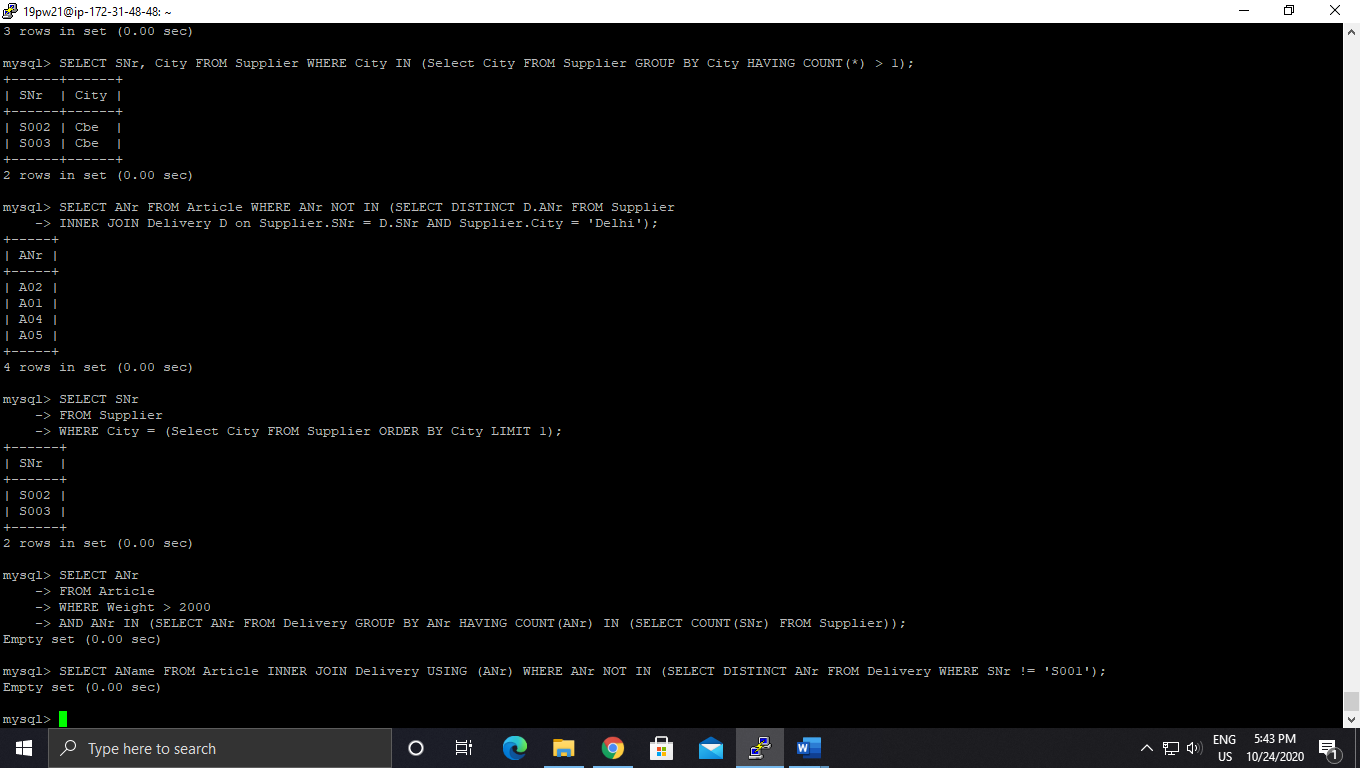 19pw21@ip-172-31-48-48: ~
3 rows in set (0.00 sec)
mysql> SELECT SNr, City FROM Supplier WHERE City IN (Select City FROM Supplier GROUP BY City HAVING COUNT(*) > 1);
+------+------+
| SNr  | City |
+------+------+
| S002 | Cbe  |
| S003 | Cbe  |
+------+------+
2 rows in set (0.00 sec)
mysql> SELECT ANr FROM Article WHERE ANr NOT IN (SELECT DISTINCT D.ANr FROM Supplier
    -> INNER JOIN Delivery D on Supplier.SNr = D.SNr AND Supplier.City = 'Delhi');
+-----+
| ANr |
+-----+
| A02 |
| A01 |
| A04 |
| A05 |
+-----+
4 rows in set (0.00 sec)
mysql> SELECT SNr
    -> FROM Supplier
    -> WHERE City = (Select City FROM Supplier ORDER BY City LIMIT 1);
+------+
| SNr  |
+------+
| S002 |
| S003 |
+------+
2 rows in set (0.00 sec)
mysql> SELECT ANr
    -> FROM Article
    -> WHERE Weight > 2000
    -> AND ANr IN (SELECT ANr FROM Delivery GROUP BY ANr HAVING COUNT(ANr) IN (SELECT COUNT(SNr) FROM Supplier));
Empty set (0.00 sec)
mysql> SELECT AName FROM Article INNER JOIN Delivery USING (ANr) WHERE ANr NOT IN (SELECT DISTINCT ANr FROM Delivery WHERE SNr != 'S001');
Empty set (0.00 sec)
mysql>
Type here to search
W
ENG
US
5:43 PM
10/24/2020
1